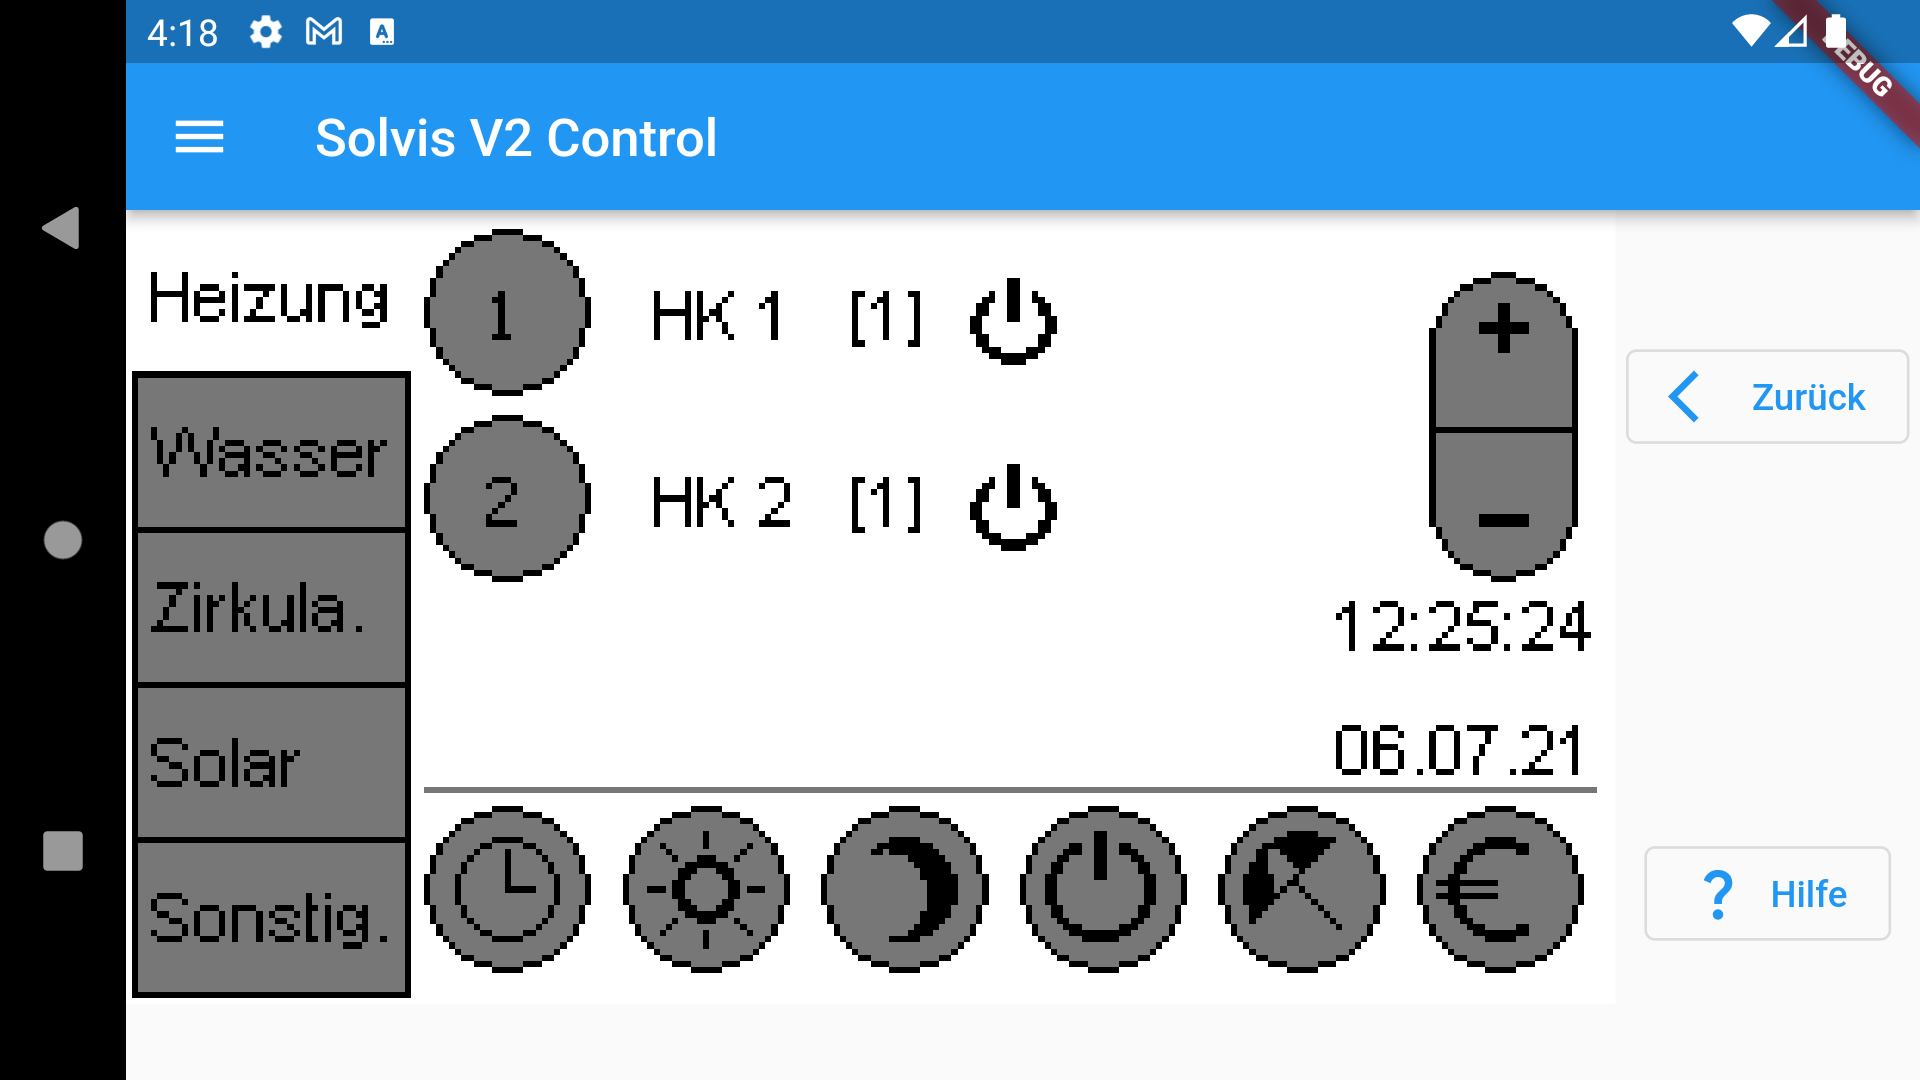 4:18
DEBUG
Solvis V2 Control
Heizung
1 HK 1 [1]
+
Zurück
Wasser
2 HK 2 [1]
−
Zirkula.
12:25:24
Solar
06.07.21
Sonstig.
€
? Hilfe